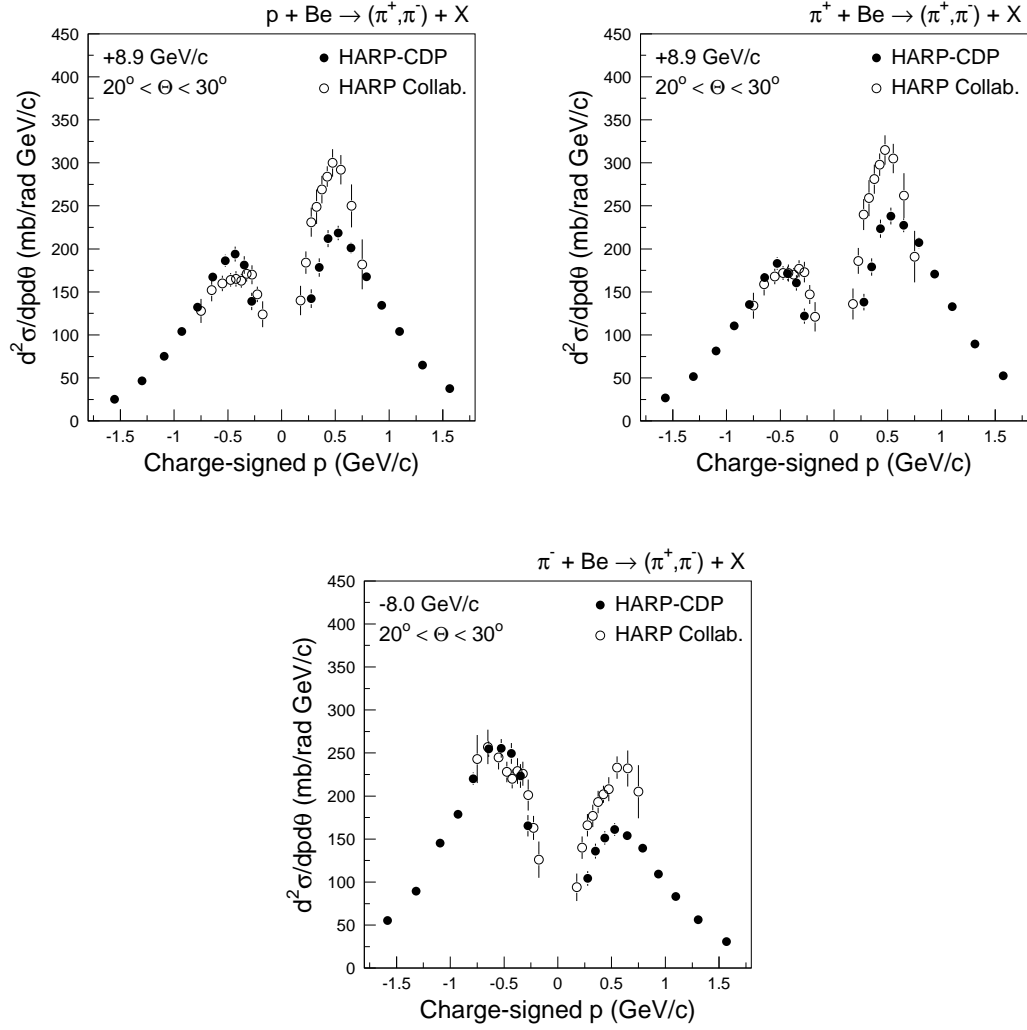 p + Be → (π⁺,π⁻) + X
+8.9 GeV/c
20° < Θ < 30°
HARP-CDP
HARP Collab.
d²σ/dpdθ (mb/rad GeV/c)
450
400
350
300
250
200
150
100
50
0
-1.5 -1 -0.5 0 0.5 1 1.5
Charge-signed p (GeV/c)
π⁺ + Be → (π⁺,π⁻) + X
+8.9 GeV/c
20° < Θ < 30°
HARP-CDP
HARP Collab.
d²σ/dpdθ (mb/rad GeV/c)
450
400
350
300
250
200
150
100
50
0
-1.5 -1 -0.5 0 0.5 1 1.5
Charge-signed p (GeV/c)
π⁻ + Be → (π⁺,π⁻) + X
-8.0 GeV/c
20° < Θ < 30°
HARP-CDP
HARP Collab.
d²σ/dpdθ (mb/rad GeV/c)
450
400
350
300
250
200
150
100
50
0
-1.5 -1 -0.5 0 0.5 1 1.5
Charge-signed p (GeV/c)